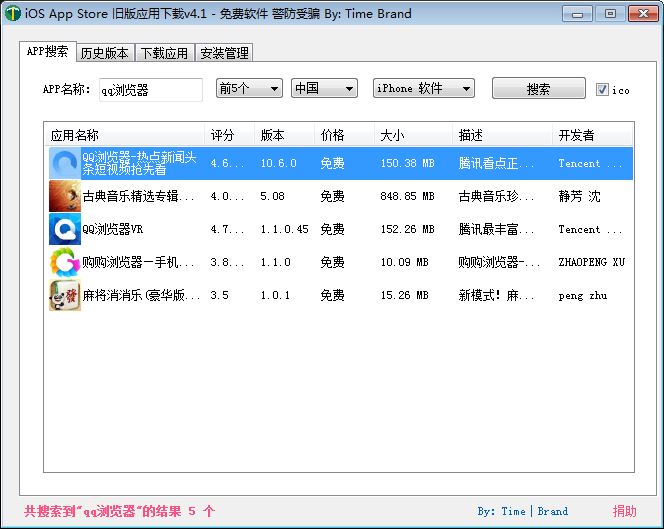 iOS App Store 旧版应用下载v4.1 - 免费软件 警防受骗 By: Time Brand
APP搜索 历史版本 下载应用 安装管理
APP名称: qq浏览器 前5个 中国 iPhone 软件 搜索 ico
应用名称 评分 版本 价格 大小 描述 开发者
QQ浏览器-热点新闻头
条短视频抢先看 4.6... 10.6.0 免费 150.38 MB 腾讯看点正... Tencent ...
古典音乐精选专辑... 4.0... 5.08 免费 848.85 MB 古典音乐珍... 静芳 沈
QQ浏览器VR 4.7... 1.1.0.45 免费 152.26 MB 腾讯最丰富... Tencent ...
购购浏览器－手机... 3.8... 1.1.0 免费 10.09 MB 购购浏览器-... ZHAOPENG XU
麻将消消乐(豪华版... 3.5 1.0.1 免费 15.26 MB 新模式! 麻... peng zhu
共搜索到“qq浏览器”的结果 5 个 By: Time｜Brand 捐助